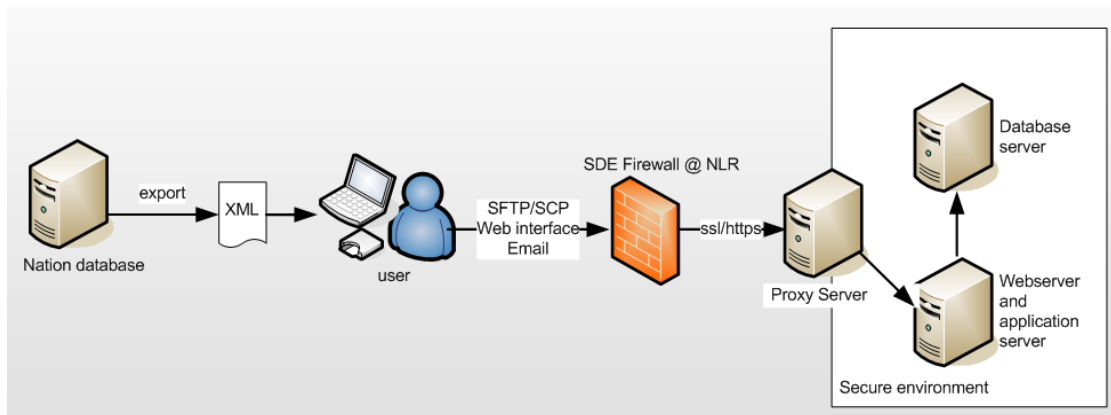 Nation database
export
XML
user
SFTP/SCP
Web interface
Email
SDE Firewall @ NLR
ssl/https
Proxy Server
Database
server
Webserver
and
application
server
Secure environment